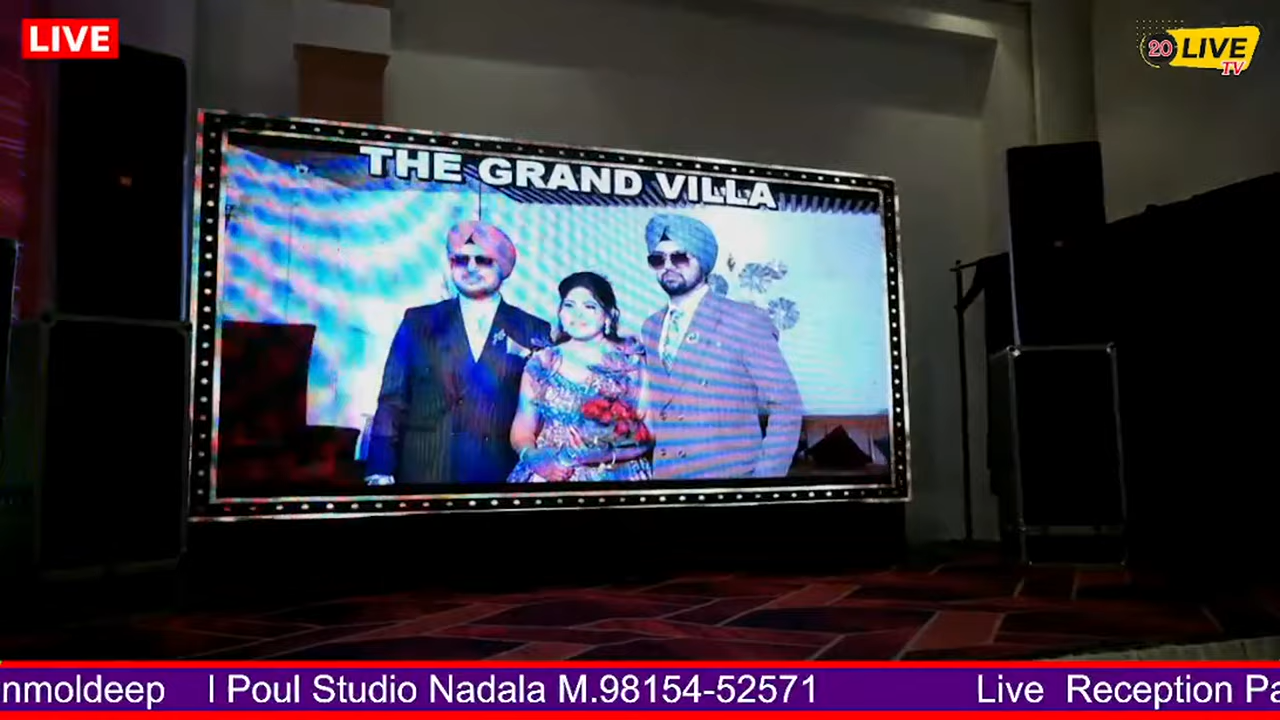 LIVE
20 LIVE TV
THE GRAND VILLA
nmoldeep l Poul Studio Nadala M.98154-52571 Live Reception Pa